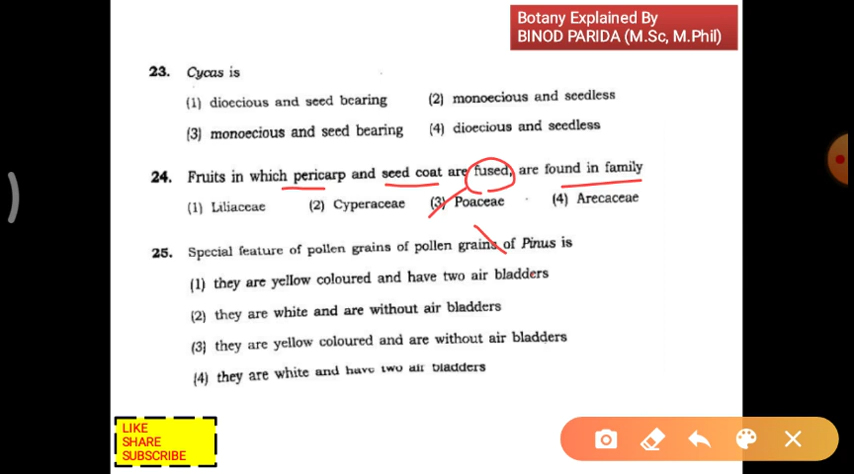 Botany Explained By
BINOD PARIDA (M.Sc, M.Phil)
23. Cycas is
(1) dioecious and seed bearing (2) monoecious and seedless
(3) monoecious and seed bearing (4) dioecious and seedless
24. Fruits in which pericarp and seed coat are fused, are found in family
(1) Liliaceae (2) Cyperaceae (3) Poaceae (4) Arecaceae
25. Special feature of pollen grains of pollen grains of Pinus is
(1) they are yellow coloured and have two air bladders
(2) they are white and are without air bladders
(3) they are yellow coloured and are without air bladders
(4) they are white and have two air bladders
LIKE
SHARE
SUBSCRIBE